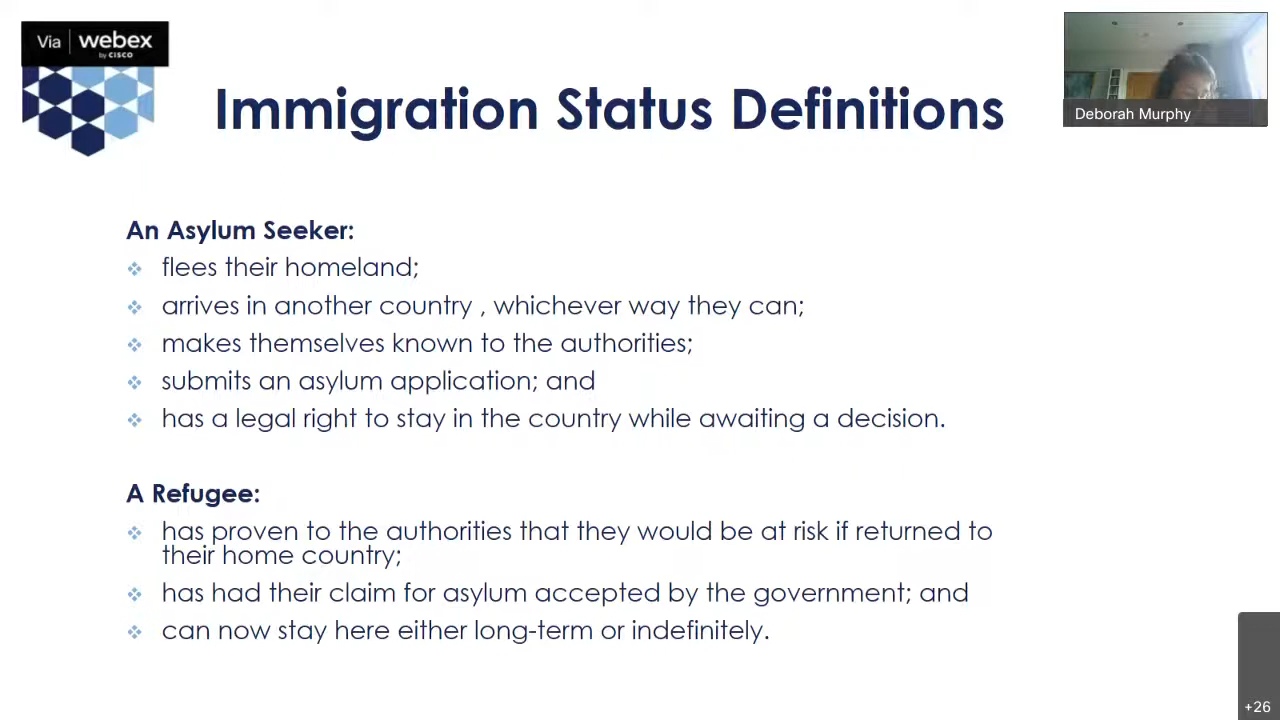 Via webex
by CISCO
Immigration Status Definitions
Deborah Murphy
An Asylum Seeker:
flees their homeland;
arrives in another country , whichever way they can;
makes themselves known to the authorities;
submits an asylum application; and
has a legal right to stay in the country while awaiting a decision.
A Refugee:
has proven to the authorities that they would be at risk if returned to
their home country;
has had their claim for asylum accepted by the government; and
can now stay here either long-term or indefinitely.
+26